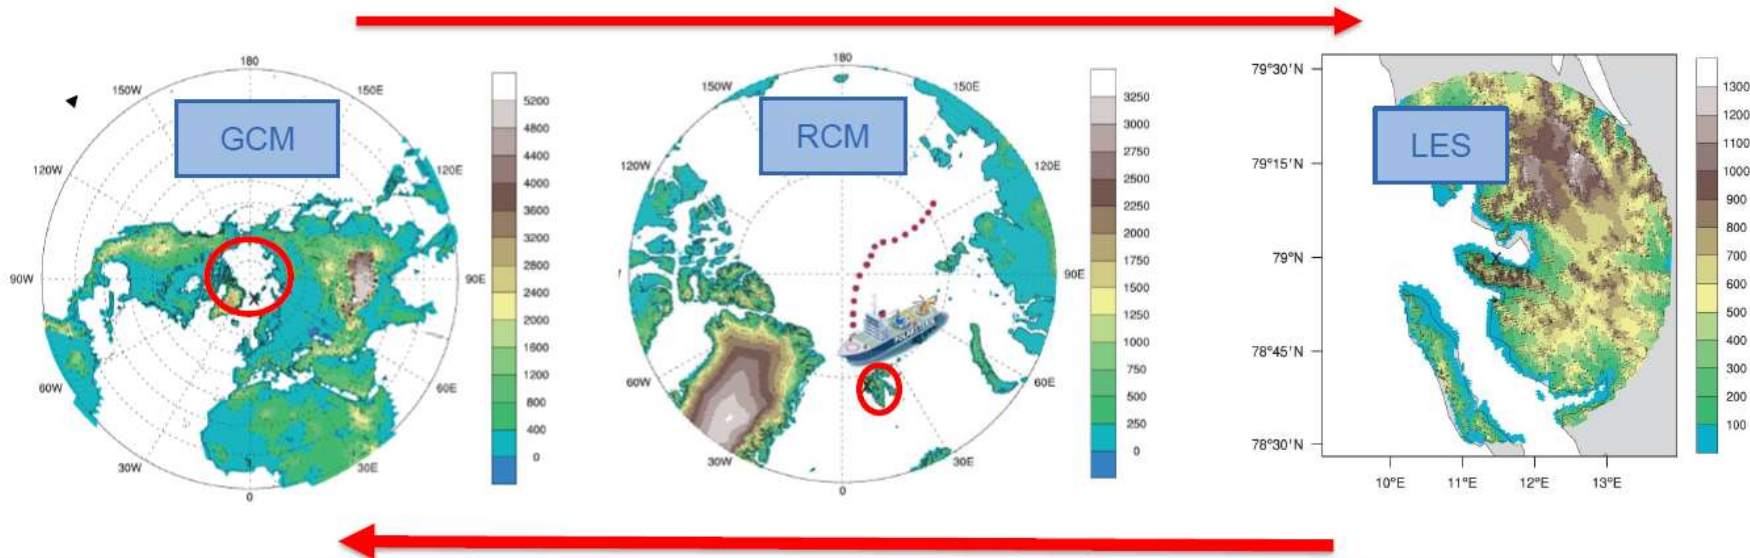 GCM
180
150W
150E
120W
120E
90W
90E
60W
60E
30W
30E
0
5200
4800
4400
4000
3600
3200
2800
2400
2000
1600
1200
800
400
0
RCM
180
150W
150E
120W
120E
90E
60W
60E
30W
30E
0
POLARSTERN
3250
3000
2750
2500
2250
2000
1750
1500
1250
1000
750
500
250
0
LES
79°30'N
79°15'N
79°N
78°45'N
78°30'N
10°E
11°E
12°E
13°E
1300
1200
1100
1000
900
800
700
600
500
400
300
200
100